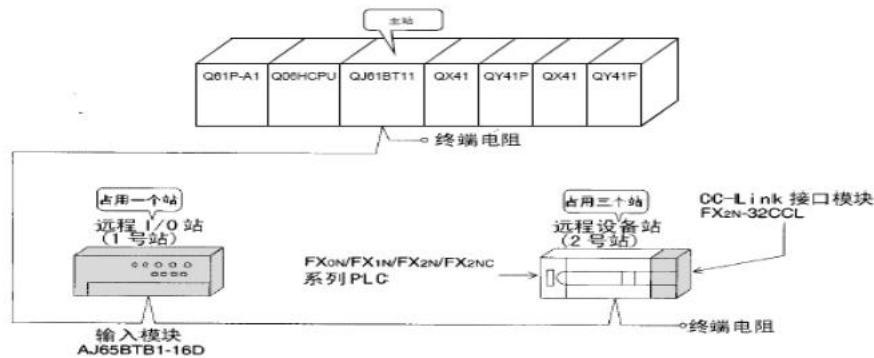 主站
Q61P-A1 Q06HCPU QJ61BT11 QX41 QY41P QX41 QY41P
终端电阻
占用一个站
远程 I/O 站
(1 号站)
占用三个站
远程设备站
(2 号站)
CC-Link 接口模块
FX2N-32CCL
FX0N/FX1N/FX2N/FX2NC
系列PLC
输入模块
AJ65BTB1-16D
终端电阻